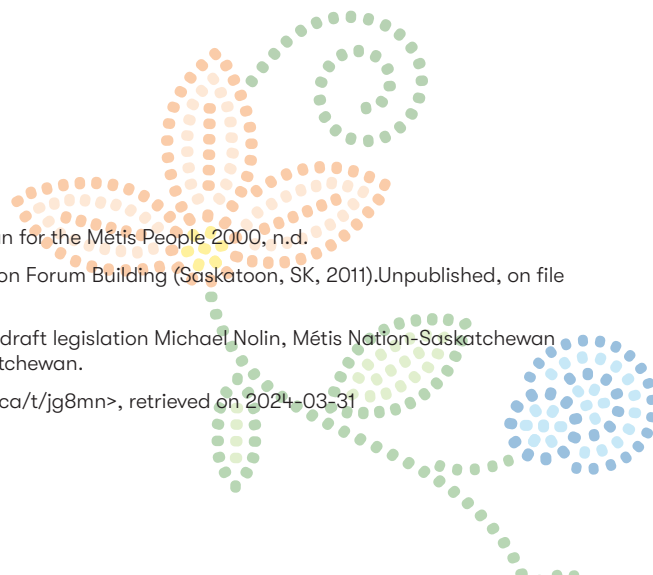 n for the Métis People 2000, n.d.
on Forum Building (Saskatoon, SK, 2011).Unpublished, on file
draft legislation Michael Nolin, Métis Nation-Saskatchewan
tchewan.
ca/t/jg8mn>, retrieved on 2024-03-31